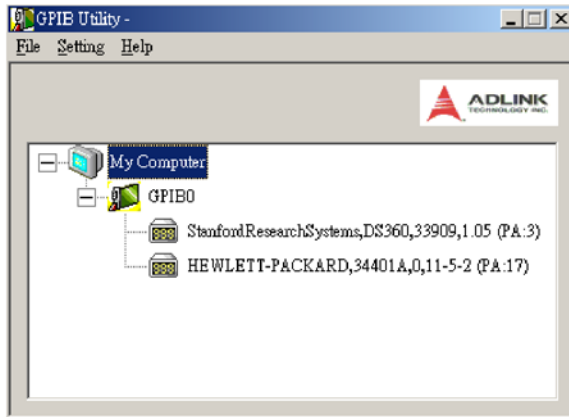 GPIB Utility -
File Setting Help
ADLINK
TECHNOLOGY INC.
My Computer
GPIB0
StanfordResearchSystems,DS360,33909,1.05 (PA:3)
HEWLETT-PACKARD,34401A,0,11-5-2 (PA:17)